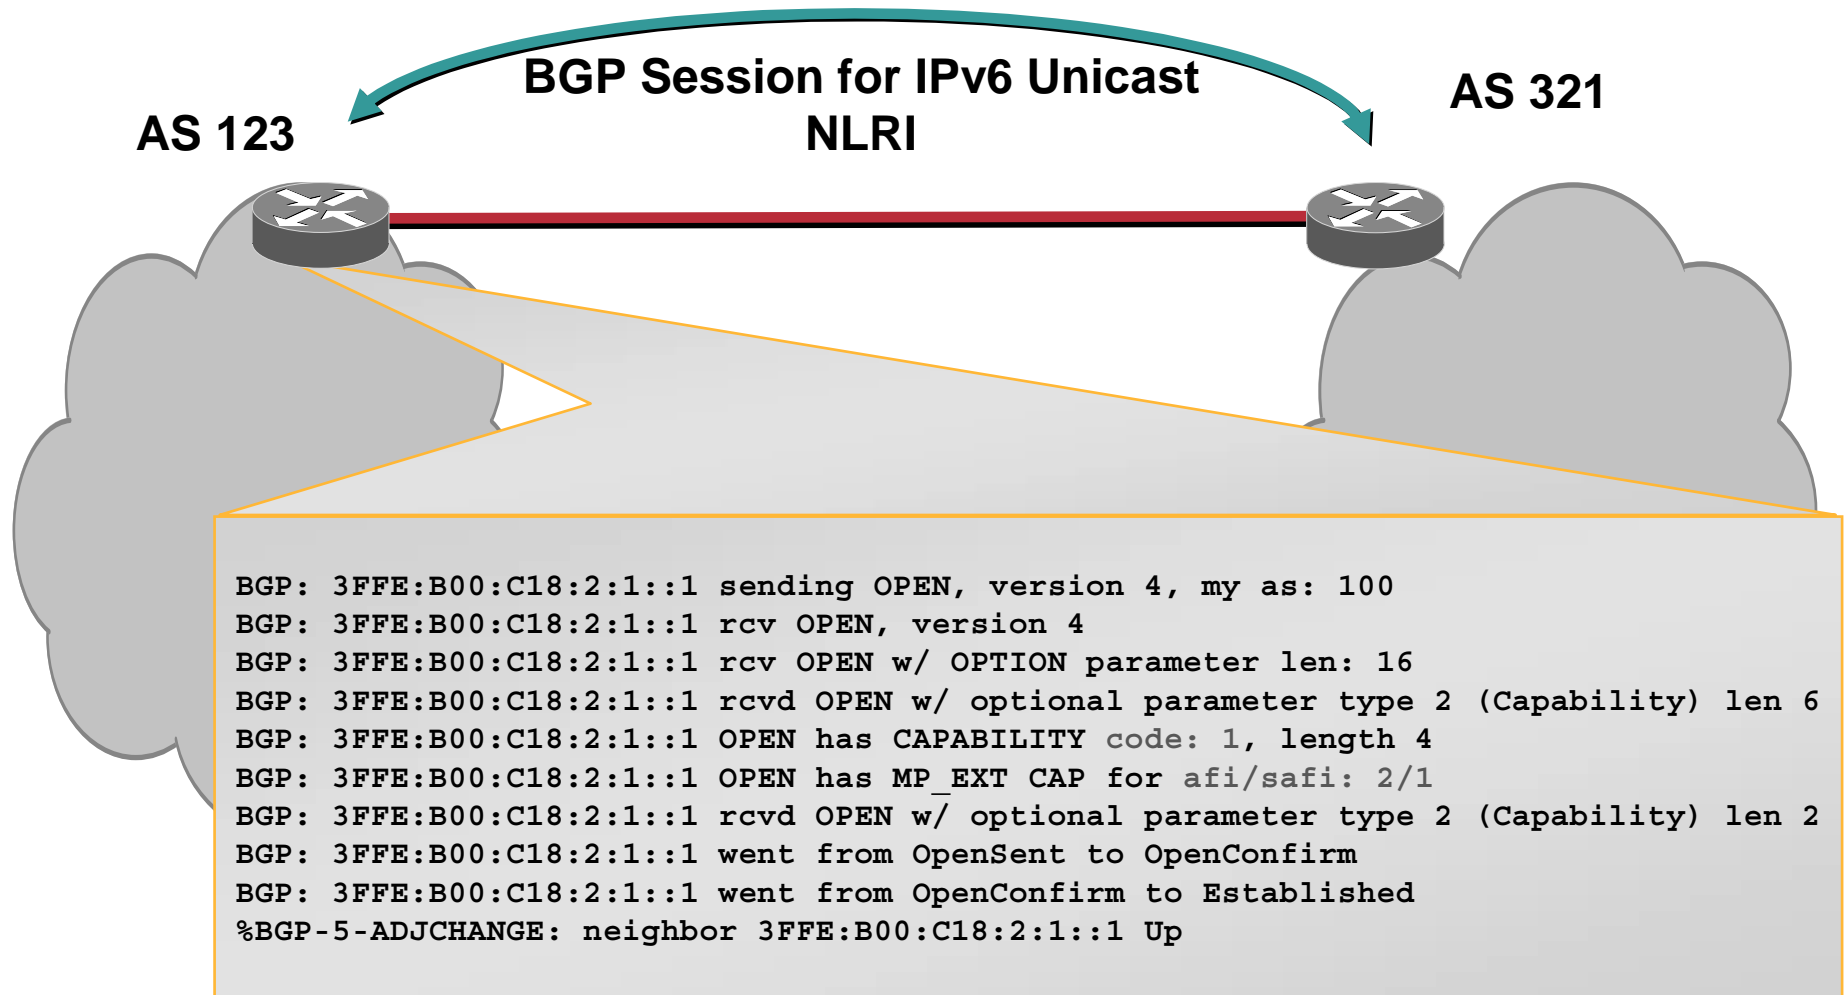 BGP Session for IPv6 Unicast
NLRI
AS 123
AS 321
BGP: 3FFE:B00:C18:2:1::1 sending OPEN, version 4, my as: 100
BGP: 3FFE:B00:C18:2:1::1 rcv OPEN, version 4
BGP: 3FFE:B00:C18:2:1::1 rcv OPEN w/ OPTION parameter len: 16
BGP: 3FFE:B00:C18:2:1::1 rcvd OPEN w/ optional parameter type 2 (Capability) len 6
BGP: 3FFE:B00:C18:2:1::1 OPEN has CAPABILITY code: 1, length 4
BGP: 3FFE:B00:C18:2:1::1 OPEN has MP_EXT CAP for afi/safi: 2/1
BGP: 3FFE:B00:C18:2:1::1 rcvd OPEN w/ optional parameter type 2 (Capability) len 2
BGP: 3FFE:B00:C18:2:1::1 went from OpenSent to OpenConfirm
BGP: 3FFE:B00:C18:2:1::1 went from OpenConfirm to Established
%BGP-5-ADJCHANGE: neighbor 3FFE:B00:C18:2:1::1 Up